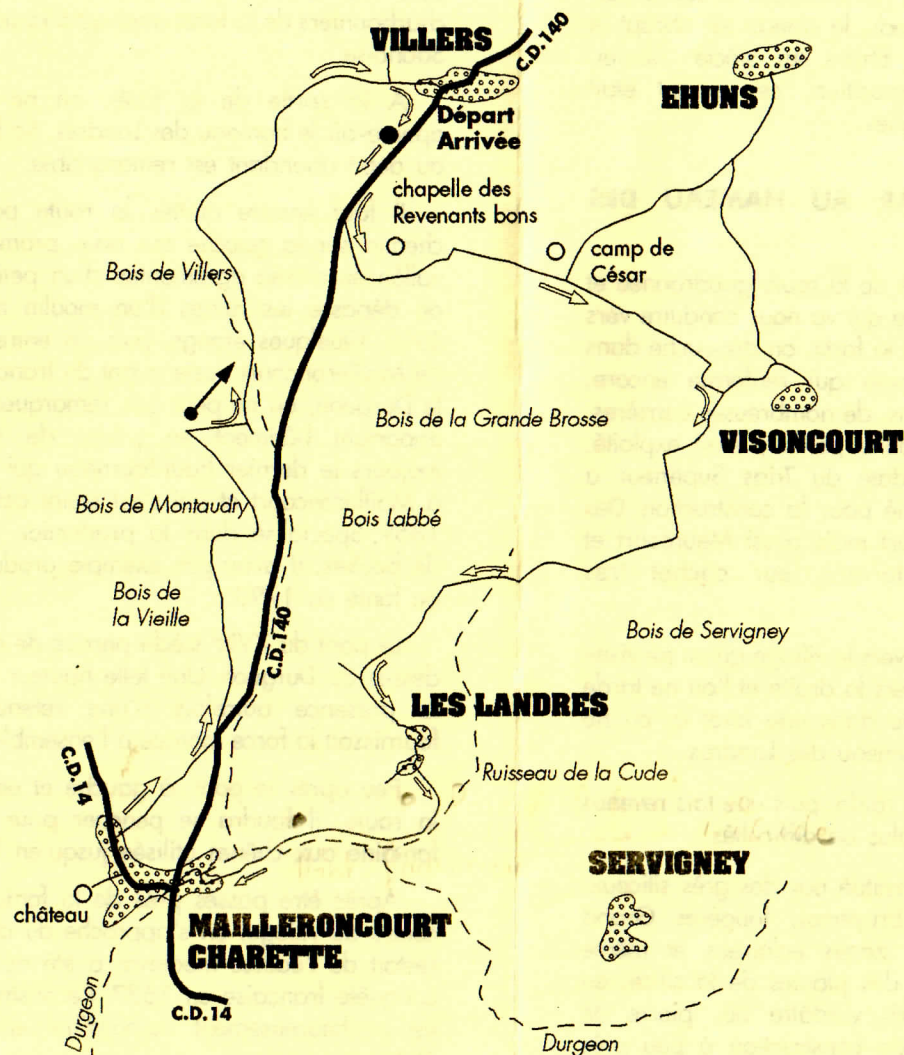 VILLERS
C.D.140
EHUNS
Départ
Arrivée
chapelle des
Revenants bons
camp de
César
Bois de Villers
Bois de la Grande Brosse
VISONCOURT
Bois de Montaudry
Bois Labbé
Bois de
la Vieille
Bois de Servigney
C.D.140
LES LANDRES
C.D.14
Ruisseau de la Cude
SERVIGNEY
château
MAILLERONCOURT
CHARETTE
C.D.14
Durgeon
Durgeon